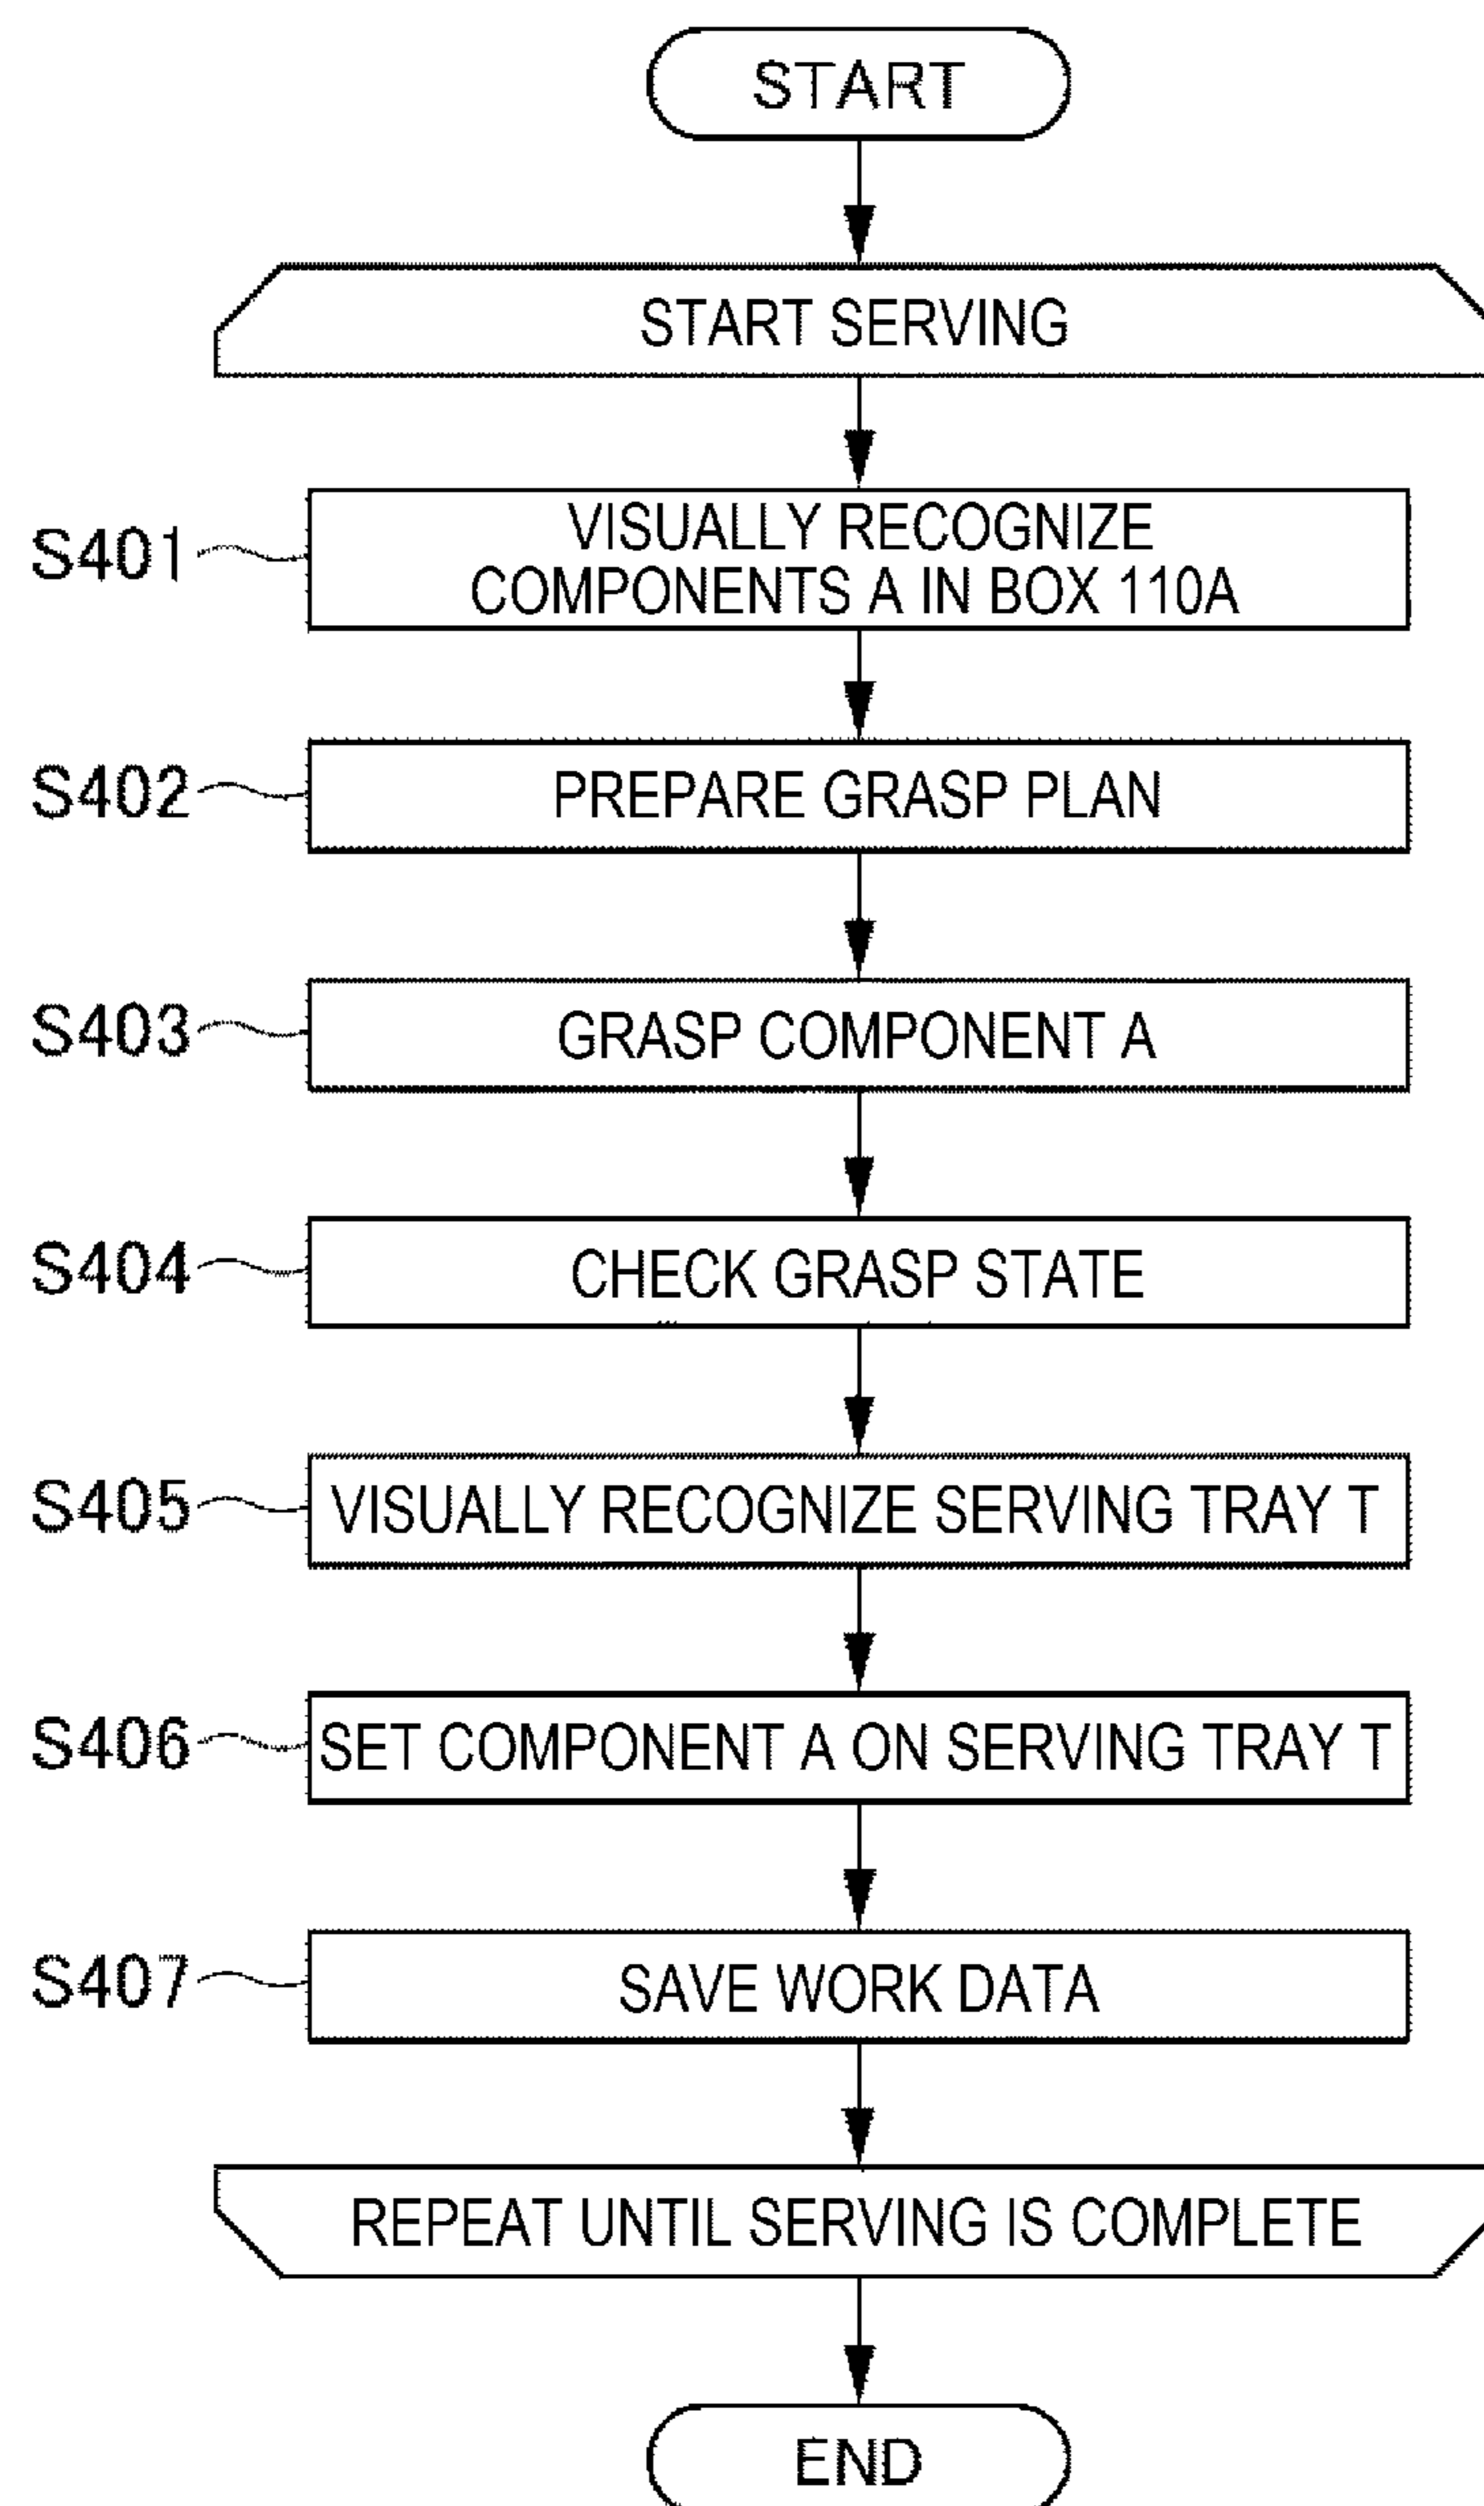 START
START SERVING
S401
VISUALLY RECOGNIZE
COMPONENTS A IN BOX 110A
S402
PREPARE GRASP PLAN
S403
GRASP COMPONENT A
S404
CHECK GRASP STATE
S405
VISUALLY RECOGNIZE SERVING TRAY T
S406
SET COMPONENT A ON SERVING TRAY T
S407
SAVE WORK DATA
REPEAT UNTIL SERVING IS COMPLETE
END